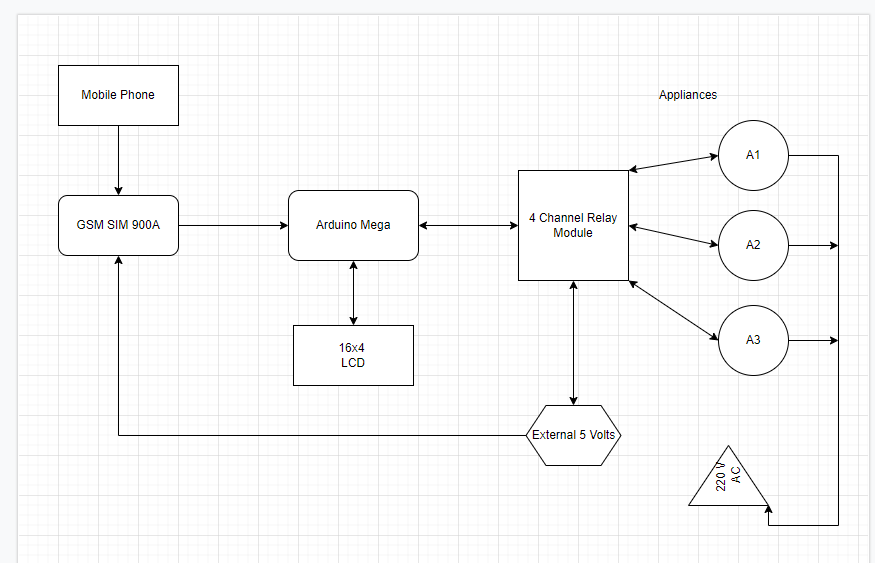 Mobile Phone
Appliances
A1
GSM SIM 900A
Arduino Mega
4 Channel Relay
Module
A2
A3
16x4
LCD
External 5 Volts
220 V
AC